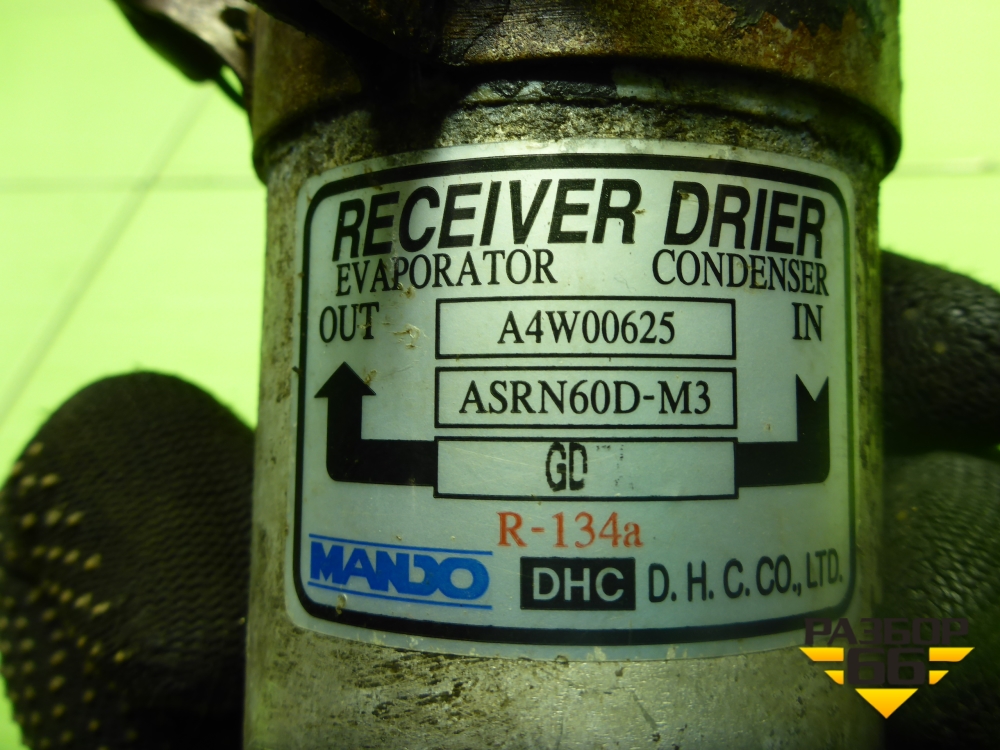 RECEIVER DRIER
EVAPORATOR CONDENSER
OUT A4W00625 IN
ASRN60D-M3
GD
R-134a
MANDO DHC D. H. C. CO., LTD.
РАЗБОР
66